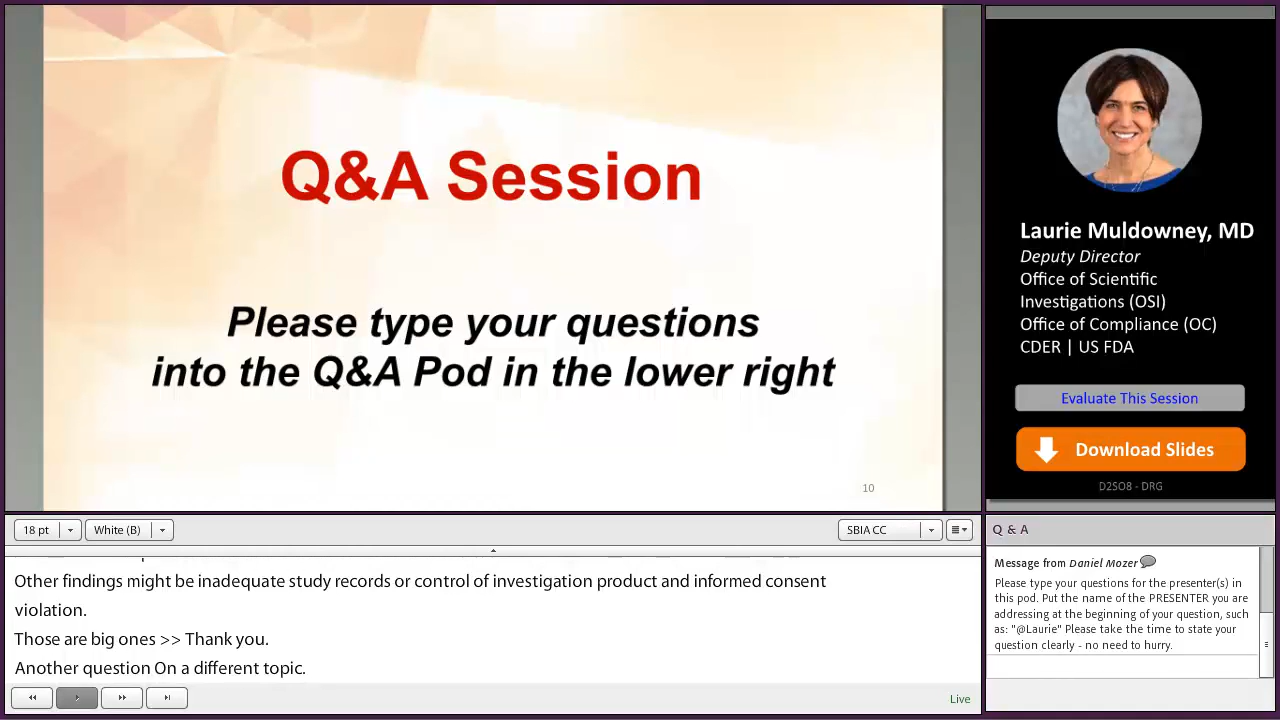 Q&A Session
Please type your questions
into the Q&A Pod in the lower right
10
Laurie Muldowney, MD
Deputy Director
Office of Scientific
Investigations (OSI)
Office of Compliance (OC)
CDER | US FDA
Evaluate This Session
Download Slides
D2SO8 - DRG
18 pt
White (B)
SBIA CC
Other findings might be inadequate study records or control of investigation product and informed consent
violation.
Those are big ones >> Thank you.
Another question On a different topic.
Live
Q & A
Message from Daniel Mozer
Please type your questions for the presenter(s) in
this pod. Put the name of the PRESENTER you are
addressing at the beginning of your question, such
as: "@Laurie" Please take the time to state your
question clearly - no need to hurry.